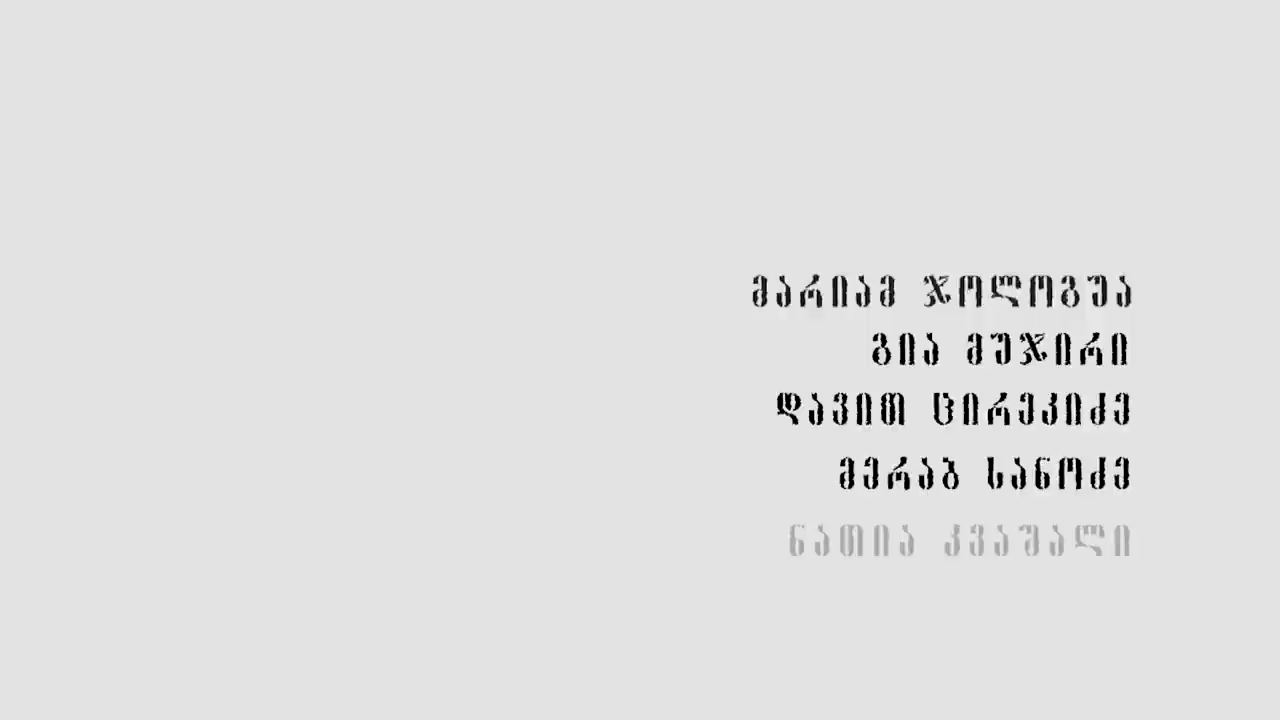 მარიამ ჯოლოგუა
გია მუჯირი
დავით ცირეკიძე
მერაბ სანოძე
ნათია კვაშალი